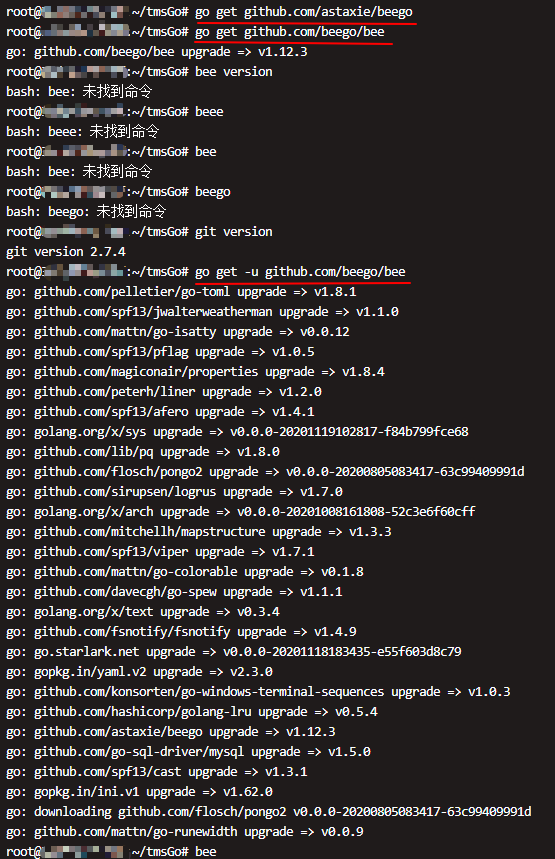 root@:~/tmsGo# go get github.com/astaxie/beego
root@:~/tmsGo# go get github.com/beego/bee
go: github.com/beego/bee upgrade => v1.12.3
root@:~/tmsGo# bee version
bash: bee: 未找到命令
root@:~/tmsGo# beee
bash: beee: 未找到命令
root@:~/tmsGo# bee
bash: bee: 未找到命令
root@:~/tmsGo# beego
bash: beego: 未找到命令
root@:~/tmsGo# git version
git version 2.7.4
root@:~/tmsGo# go get -u github.com/beego/bee
go: github.com/pelletier/go-toml upgrade => v1.8.1
go: github.com/spf13/jwalterweatherman upgrade => v1.1.0
go: github.com/mattn/go-isatty upgrade => v0.0.12
go: github.com/spf13/pflag upgrade => v1.0.5
go: github.com/magiconair/properties upgrade => v1.8.4
go: github.com/peterh/liner upgrade => v1.2.0
go: github.com/spf13/afero upgrade => v1.4.1
go: golang.org/x/sys upgrade => v0.0.0-20201119102817-f84b799fce68
go: github.com/lib/pq upgrade => v1.8.0
go: github.com/flosch/pongo2 upgrade => v0.0.0-20200805083417-63c99409991d
go: github.com/sirupsen/logrus upgrade => v1.7.0
go: golang.org/x/arch upgrade => v0.0.0-20201008161808-52c3e6f60cff
go: github.com/mitchellh/mapstructure upgrade => v1.3.3
go: github.com/spf13/viper upgrade => v1.7.1
go: github.com/mattn/go-colorable upgrade => v0.1.8
go: github.com/davecgh/go-spew upgrade => v1.1.1
go: golang.org/x/text upgrade => v0.3.4
go: github.com/fsnotify/fsnotify upgrade => v1.4.9
go: go.starlark.net upgrade => v0.0.0-20201118183435-e55f603d8c79
go: gopkg.in/yaml.v2 upgrade => v2.3.0
go: github.com/konsorten/go-windows-terminal-sequences upgrade => v1.0.3
go: github.com/hashicorp/golang-lru upgrade => v0.5.4
go: github.com/astaxie/beego upgrade => v1.12.3
go: github.com/go-sql-driver/mysql upgrade => v1.5.0
go: github.com/spf13/cast upgrade => v1.3.1
go: gopkg.in/ini.v1 upgrade => v1.62.0
go: downloading github.com/flosch/pongo2 v0.0.0-20200805083417-63c99409991d
go: github.com/mattn/go-runewidth upgrade => v0.0.9
root@:~/tmsGo# bee